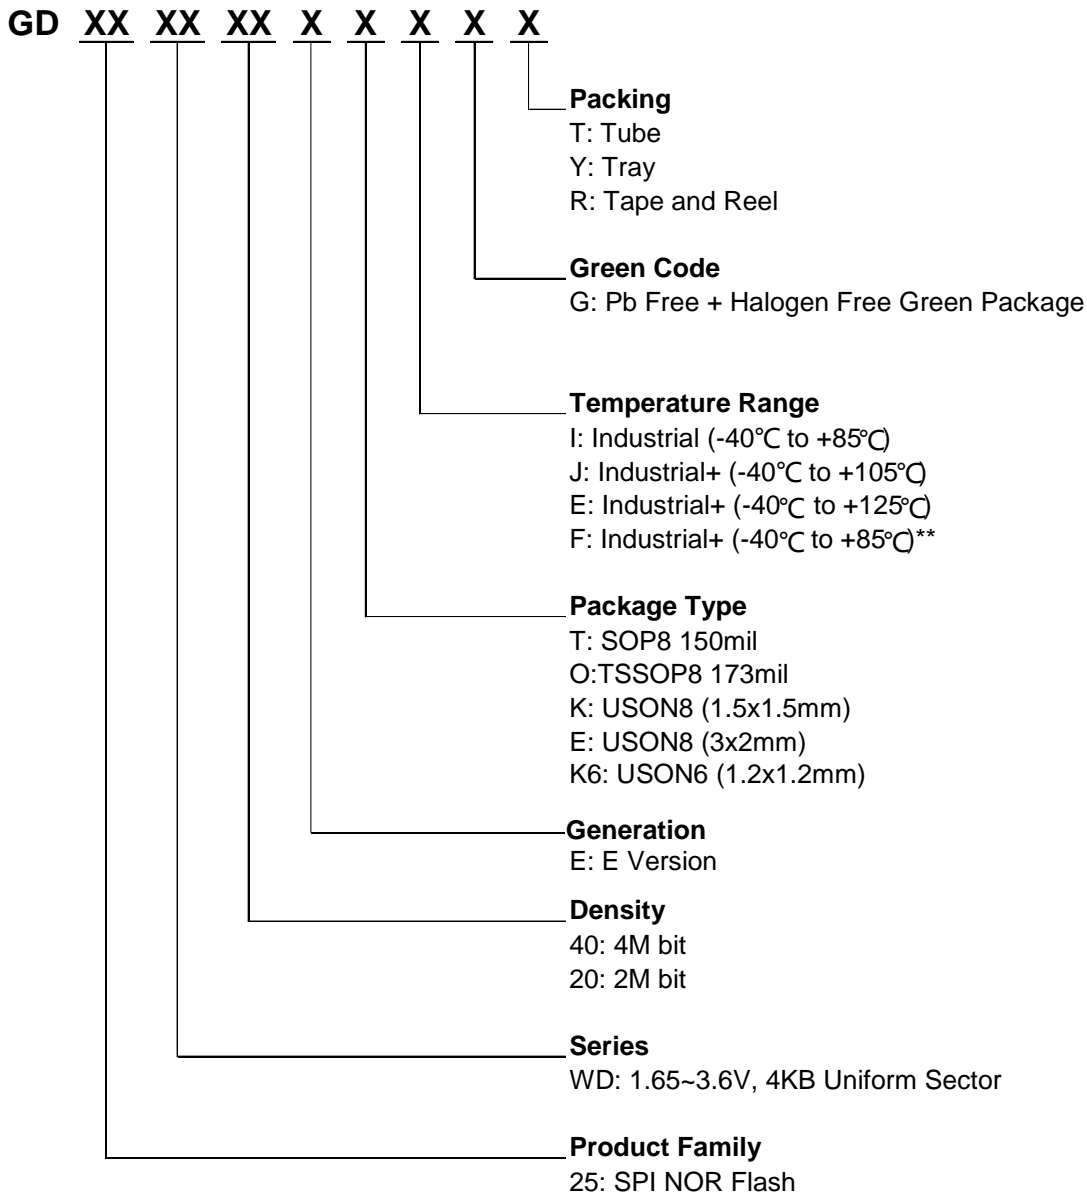 GD XX XX XX X X X X X
Packing
T: Tube
Y: Tray
R: Tape and Reel
Green Code
G: Pb Free + Halogen Free Green Package
Temperature Range
I: Industrial (-40℃ to +85℃)
J: Industrial+ (-40℃ to +105℃)
E: Industrial+ (-40℃ to +125℃)
F: Industrial+ (-40℃ to +85℃)**
Package Type
T: SOP8 150mil
O:TSSOP8 173mil
K: USON8 (1.5x1.5mm)
E: USON8 (3x2mm)
K6: USON6 (1.2x1.2mm)
Generation
E: E Version
Density
40: 4M bit
20: 2M bit
Series
WD: 1.65~3.6V, 4KB Uniform Sector
Product Family
25: SPI NOR Flash